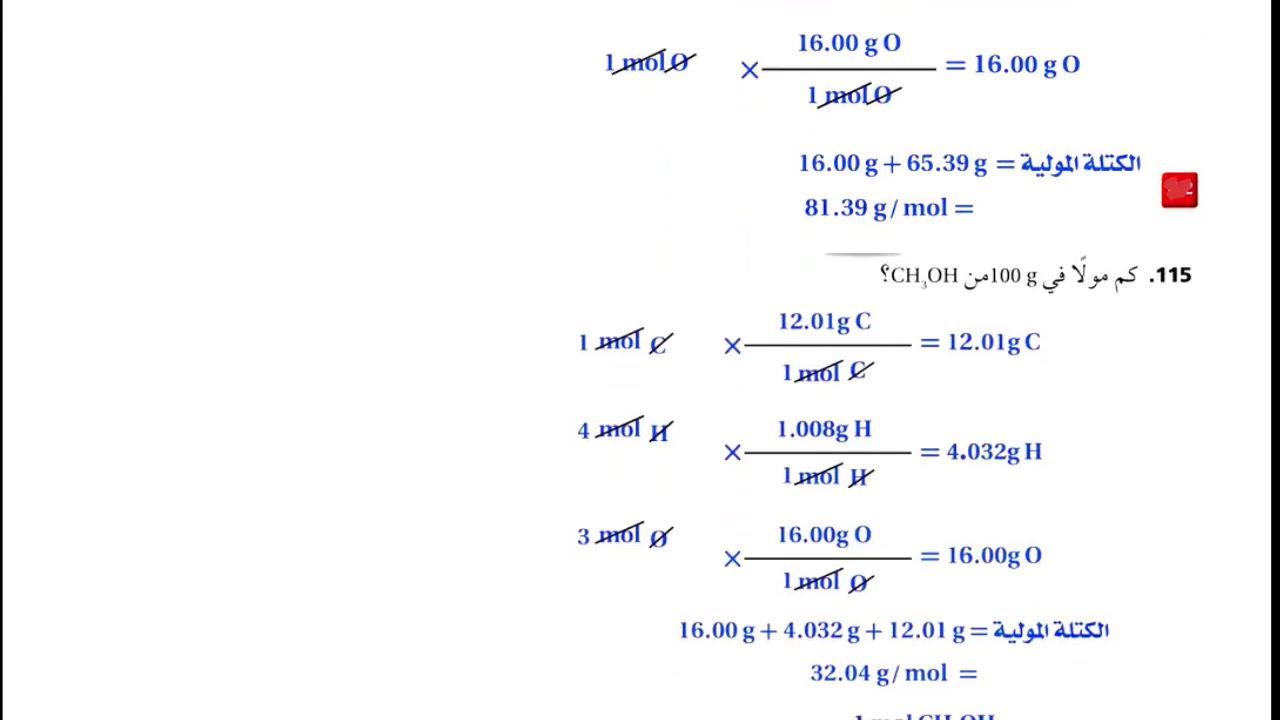 1 mol O × 16.00 g O / 1 mol O = 16.00 g O
الكتلة المولية = 16.00 g + 65.39 g
= 81.39 g/mol
115. كم مولًا في 100 g من CH₃OH؟
1 mol C × 12.01g C / 1 mol C = 12.01g C
4 mol H × 1.008g H / 1 mol H = 4.032g H
3 mol O × 16.00g O / 1 mol O = 16.00g O
الكتلة المولية = 16.00 g + 4.032 g + 12.01 g
= 32.04 g/mol
1 mol CH₃OH